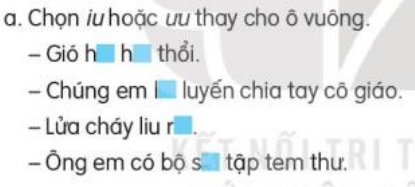 a. Chọn iu hoặc ưu thay cho ô vuông.
– Gió h h thổi.
– Chúng em l luyến chia tay cô giáo.
– Lửa cháy liu r.
– Ông em có bộ s tập tem thư.
KẾT NỐI TRI T